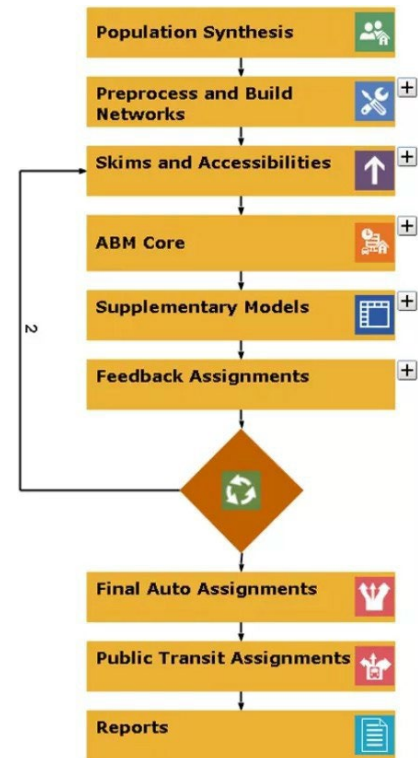 Population Synthesis
Preprocess and Build
Networks
Skims and Accessibilities
ABM Core
Supplementary Models
2
Feedback Assignments
Final Auto Assignments
Public Transit Assignments
Reports